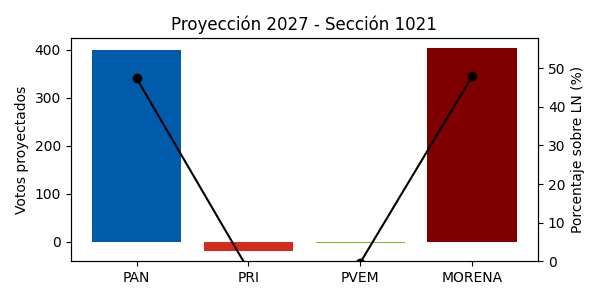 Proyección 2027 - Sección 1021
Votos proyectados
400
300
200
100
0
Porcentaje sobre LN (%)
50
40
30
20
10
0
PAN PRI PVEM MORENA